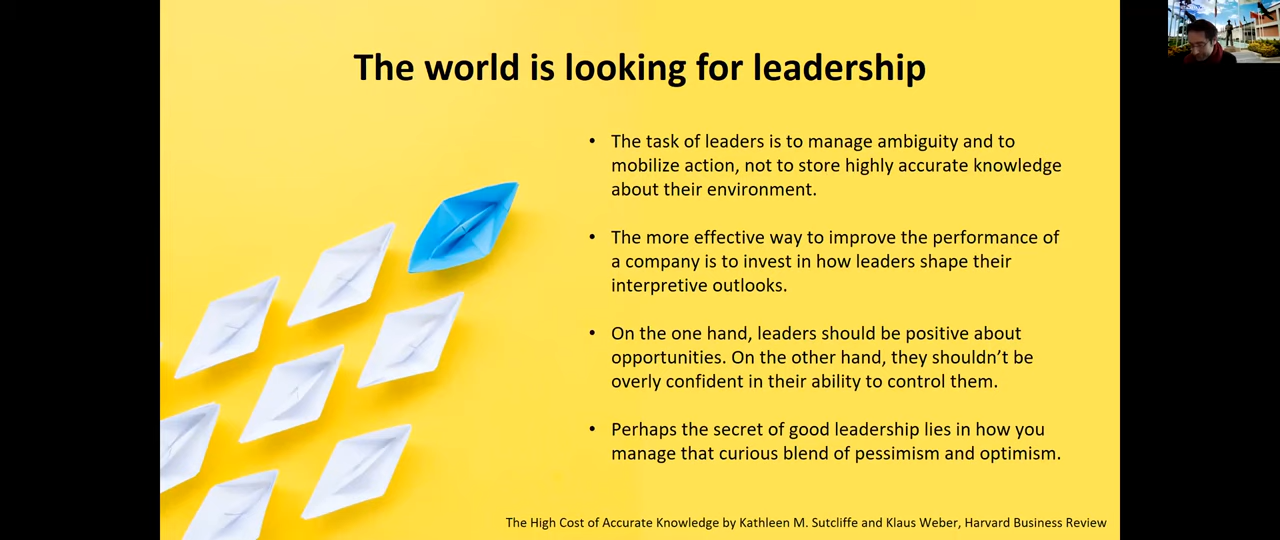 The world is looking for leadership
• The task of leaders is to manage ambiguity and to
mobilize action, not to store highly accurate knowledge
about their environment.
• The more effective way to improve the performance of
a company is to invest in how leaders shape their
interpretive outlooks.
• On the one hand, leaders should be positive about
opportunities. On the other hand, they shouldn’t be
overly confident in their ability to control them.
• Perhaps the secret of good leadership lies in how you
manage that curious blend of pessimism and optimism.
The High Cost of Accurate Knowledge by Kathleen M. Sutcliffe and Klaus Weber, Harvard Business Review